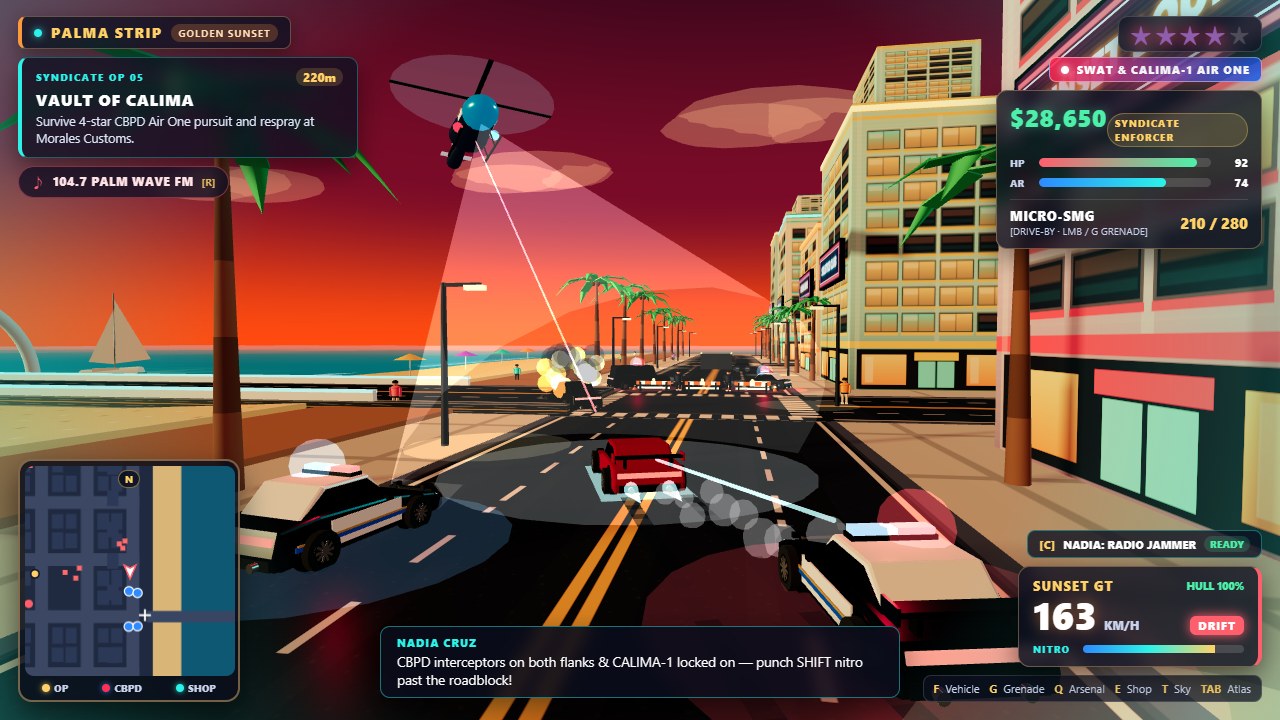 PALMA STRIP GOLDEN SUNSET
SYNDICATE OP 05 220m
VAULT OF CALIMA
Survive 4-star CBPD Air One pursuit and respray at
Morales Customs.
104.7 PALM WAVE FM [R]
SWAT & CALIMA-1 AIR ONE
$28,650 SYNDICATE
ENFORCER
HP 92
AR 74
MICRO-SMG 210 / 280
[DRIVE-BY · LMB / G GRENADE]
N
OP CBPD SHOP
NADIA CRUZ
CBPD interceptors on both flanks & CALIMA-1 locked on — punch SHIFT nitro
past the roadblock!
[C] NADIA: RADIO JAMMER READY
SUNSET GT HULL 100%
163 KM/H DRIFT
NITRO
F Vehicle G Grenade Q Arsenal E Shop T Sky TAB Atlas